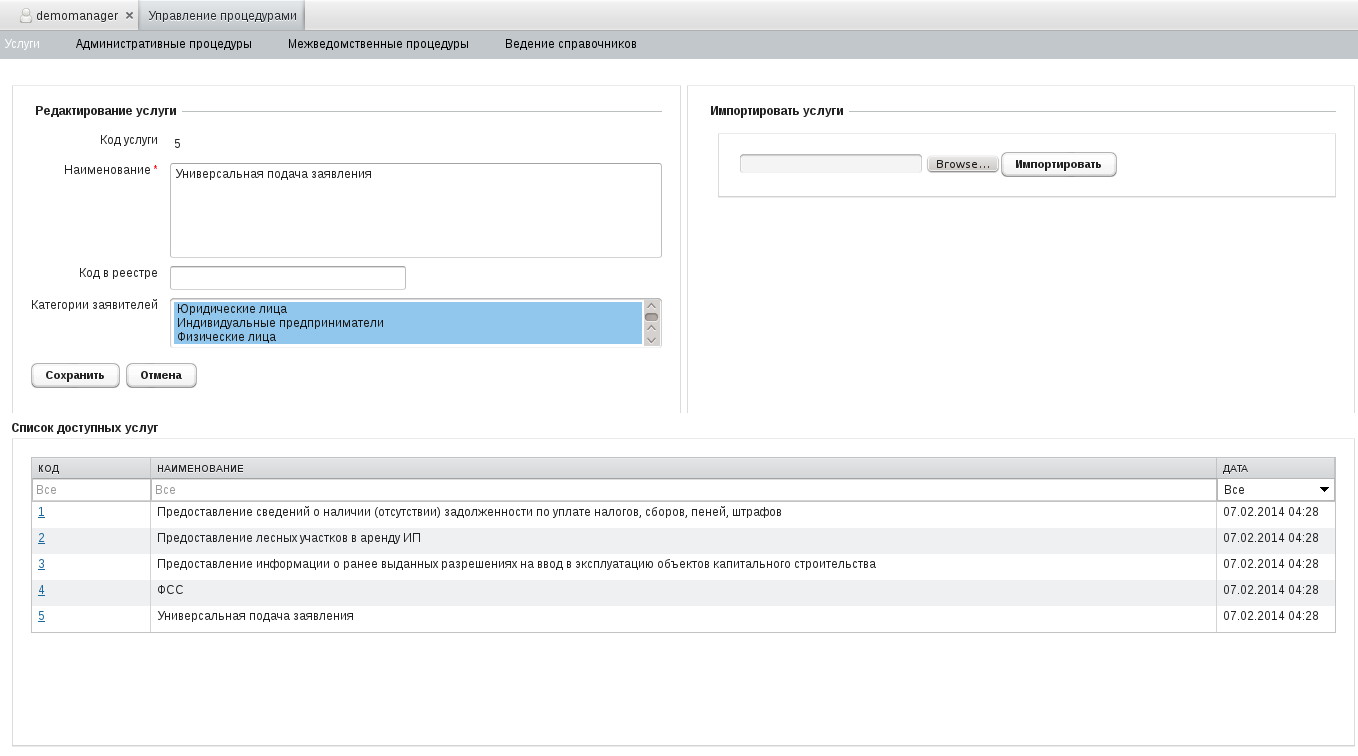 demomanager Управление процедурами
Услуги Административные процедуры Межведомственные процедуры Ведение справочников
Редактирование услуги
Код услуги 5
Наименование * Универсальная подача заявления
Код в реестре
Категории заявителей Юридические лица
Индивидуальные предприниматели
Физические лица
Сохранить Отмена
Импортировать услуги
Browse... Импортировать
Список доступных услуг
КОД НАИМЕНОВАНИЕ ДАТА
Все Все Все
1 Предоставление сведений о наличии (отсутствии) задолженности по уплате налогов, сборов, пеней, штрафов 07.02.2014 04:28
2 Предоставление лесных участков в аренду ИП 07.02.2014 04:28
3 Предоставление информации о ранее выданных разрешениях на ввод в эксплуатацию объектов капитального строительства 07.02.2014 04:28
4 ФСС 07.02.2014 04:28
5 Универсальная подача заявления 07.02.2014 04:28